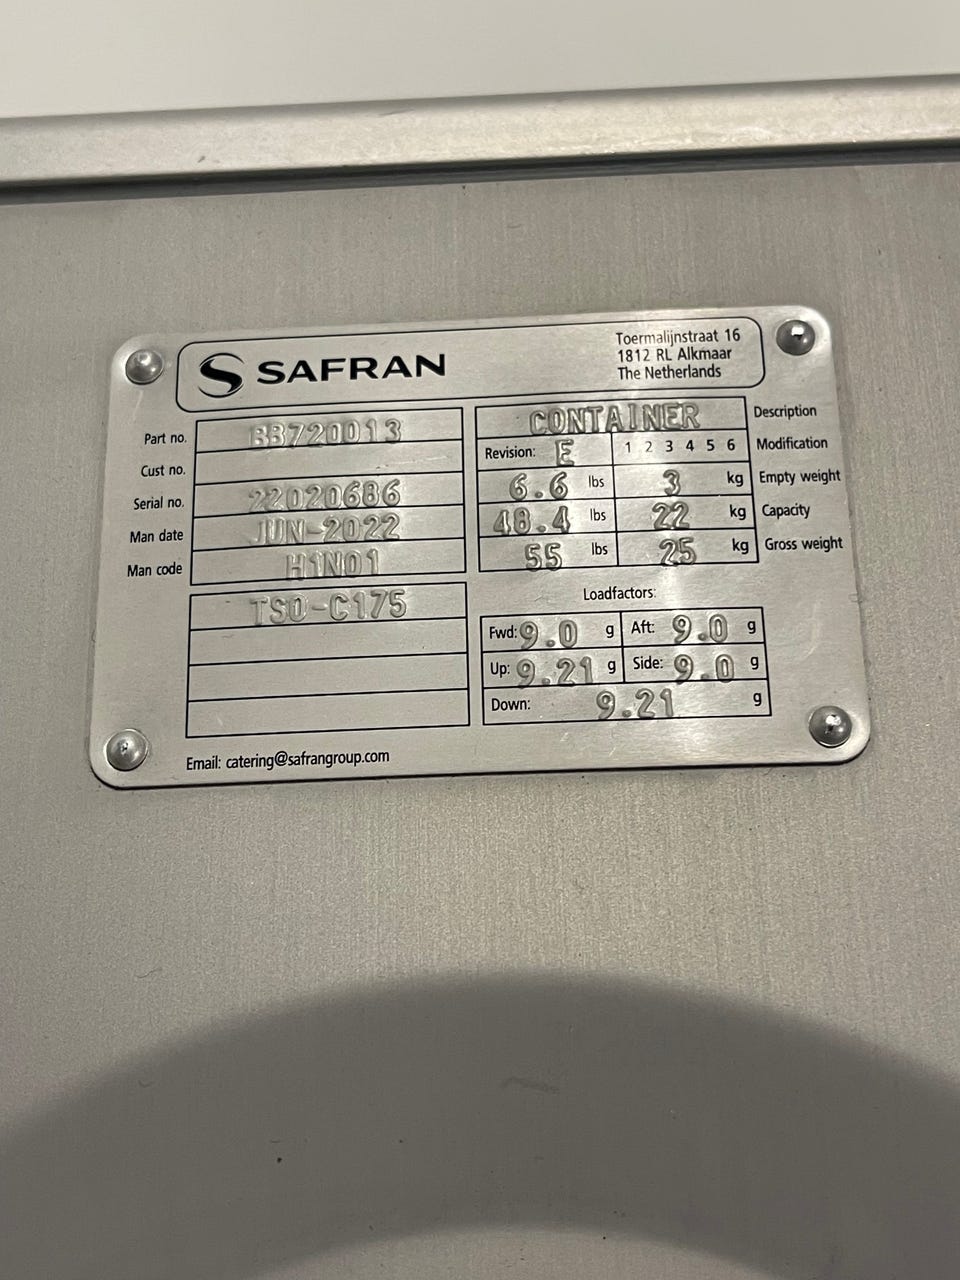 SAFRAN
Toermalijnstraat 16
1812 RL Alkmaar
The Netherlands
Part no. BB720013
Cust no.
Serial no. 22020686
Man date JUN-2022
Man code H1N01
TSO-C175
CONTAINER Description
Revision: E 1 2 3 4 5 6 Modification
6.6 lbs 3 kg Empty weight
48.4 lbs 22 kg Capacity
55 lbs 25 kg Gross weight
Loadfactors:
Fwd: 9.0 g Aft: 9.0 g
Up: 9.21 g Side: 9.0 g
Down: 9.21 g
Email: catering@safrangroup.com